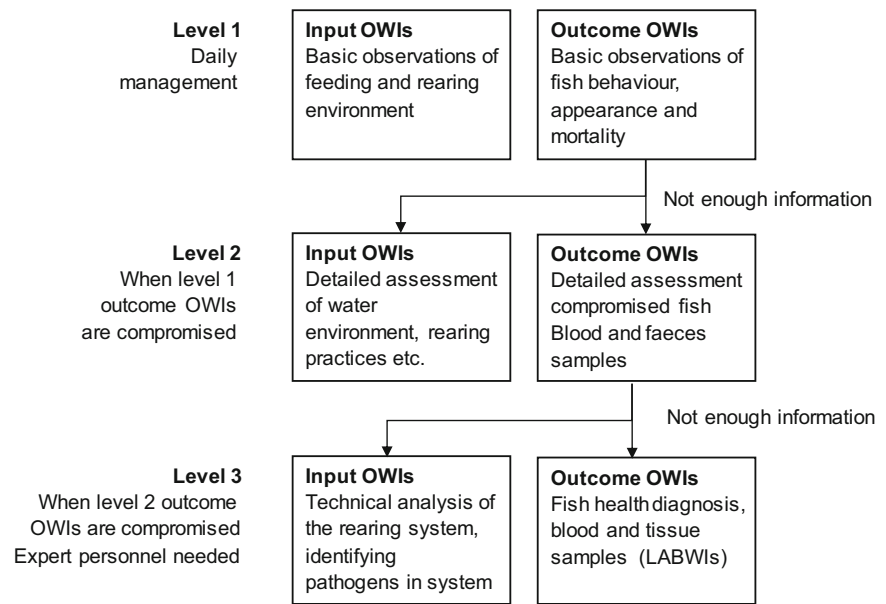 Level 1
Daily
management
Input OWIs
Basic observations of
feeding and rearing
environment
Outcome OWIs
Basic observations of
fish behaviour,
appearance and
mortality
Not enough information
Level 2
When level 1
outcome OWIs
are compromised
Input OWIs
Detailed assessment
of water
environment, rearing
practices etc.
Outcome OWIs
Detailed assessment
compromised fish
Blood and faeces
samples
Not enough information
Level 3
When level 2 outcome
OWIs are compromised
Expert personnel needed
Input OWIs
Technical analysis of
the rearing system,
identifying
pathogens in system
Outcome OWIs
Fish health diagnosis,
blood and tissue
samples (LABWIs)